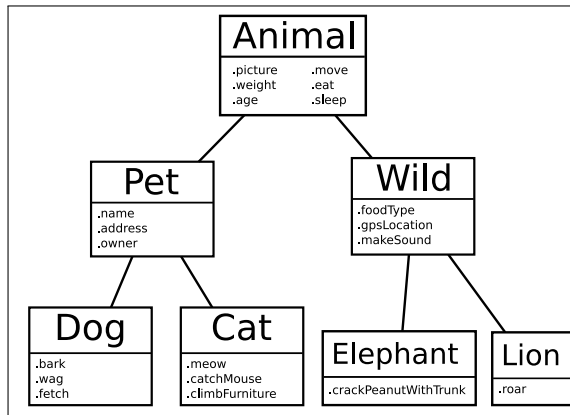 Animal
.picture .move
.weight .eat
.age .sleep
Pet
.name
.address
.owner
Wild
.foodType
.gpsLocation
.makeSound
Dog
.bark
.wag
.fetch
Cat
.meow
.catchMouse
.climbFurniture
Elephant
.crackPeanutWithTrunk
Lion
.roar